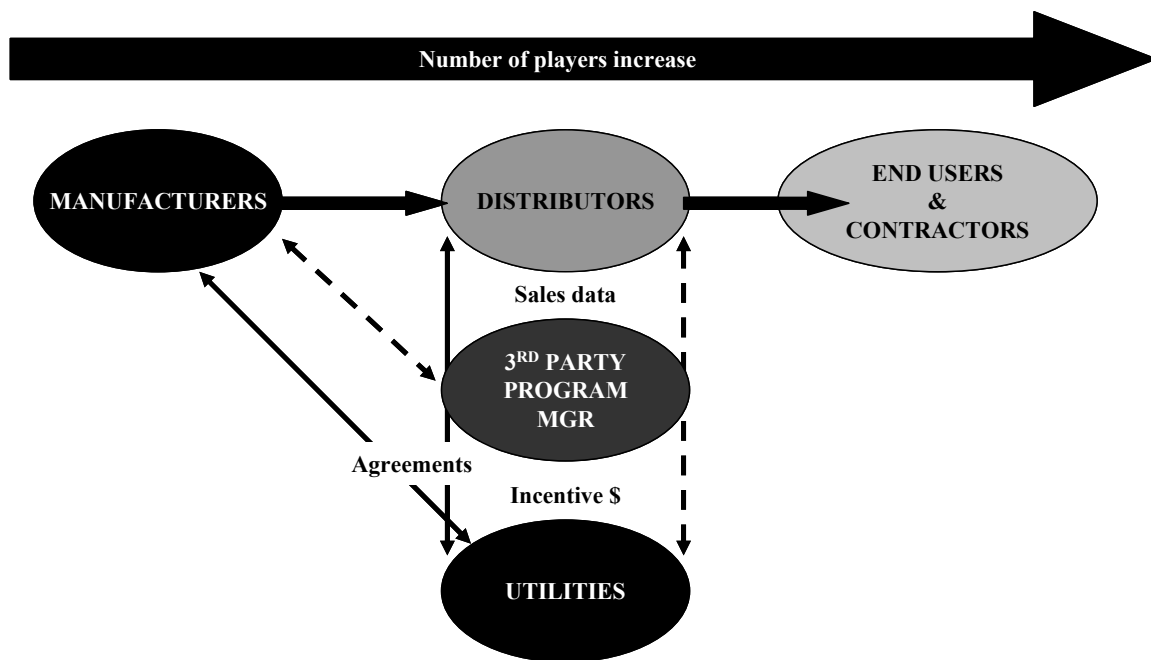 Number of players increase
MANUFACTURERS
DISTRIBUTORS
END USERS
&
CONTRACTORS
Sales data
3RD PARTY
PROGRAM
MGR
Agreements
Incentive $
UTILITIES